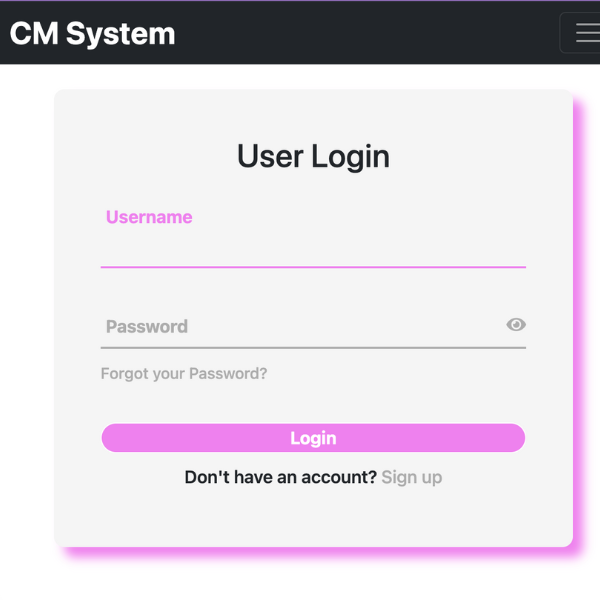 CM System
User Login
Username
Password
Forgot your Password?
Login
Don't have an account? Sign up